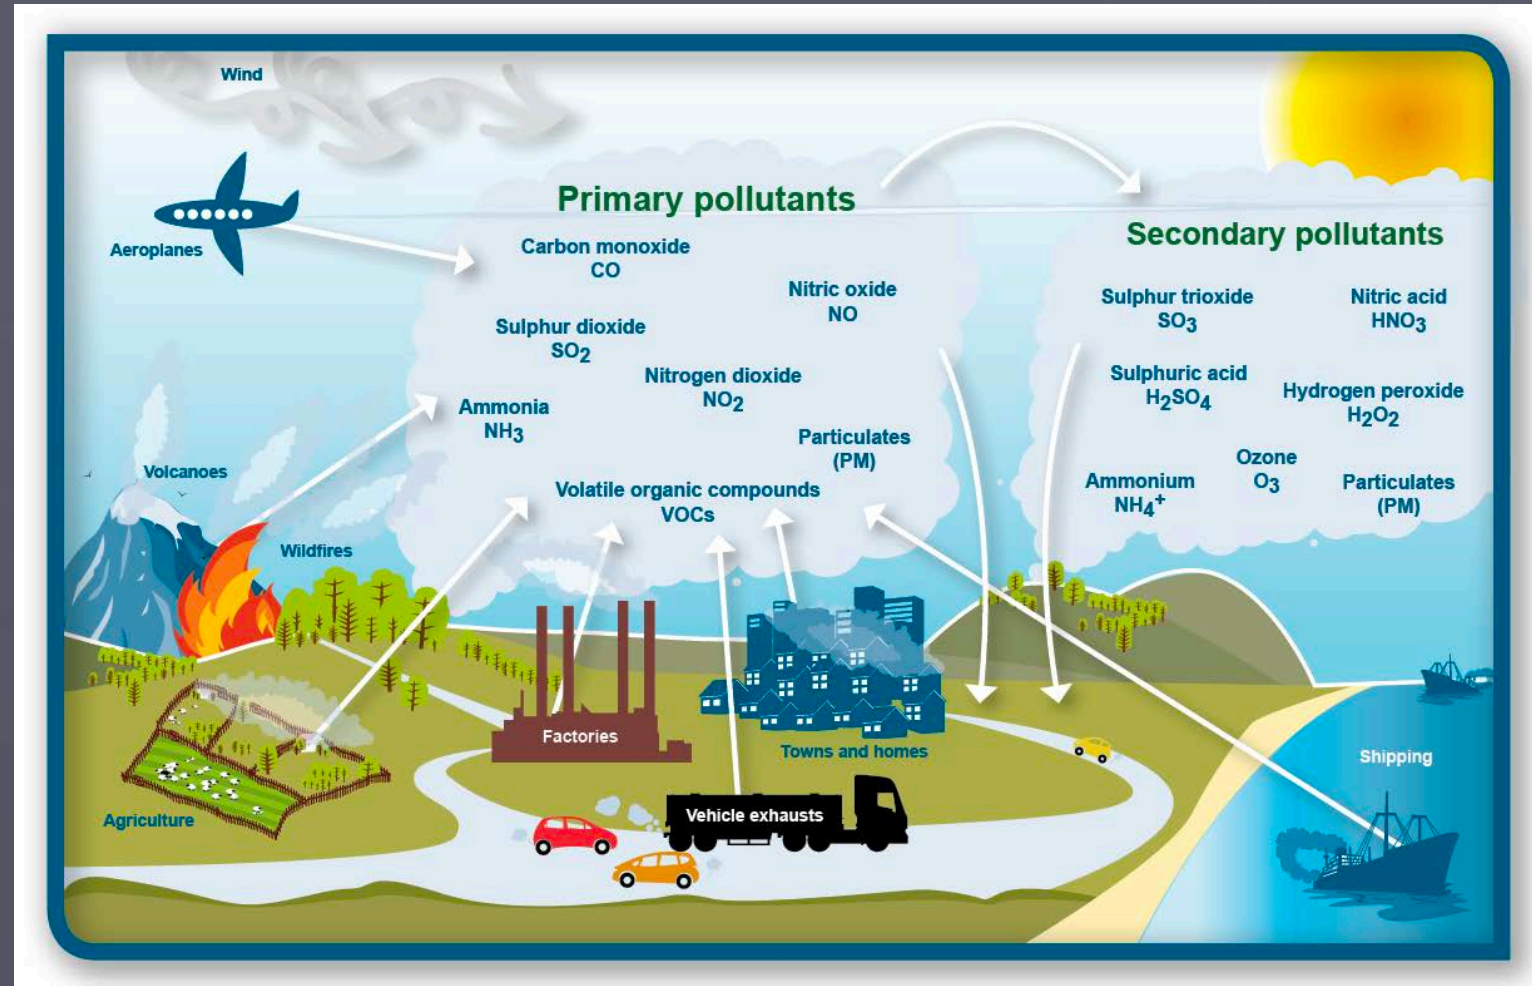 Wind
Aeroplanes
Primary pollutants
Carbon monoxide
CO
Nitric oxide
NO
Sulphur dioxide
SO2
Nitrogen dioxide
NO2
Ammonia
NH3
Particulates
(PM)
Volatile organic compounds
VOCs
Secondary pollutants
Sulphur trioxide
SO3
Nitric acid
HNO3
Sulphuric acid
H2SO4
Hydrogen peroxide
H2O2
Ozone
O3
Ammonium
NH4+
Particulates
(PM)
Volcanoes
Wildfires
Agriculture
Factories
Towns and homes
Vehicle exhausts
Shipping